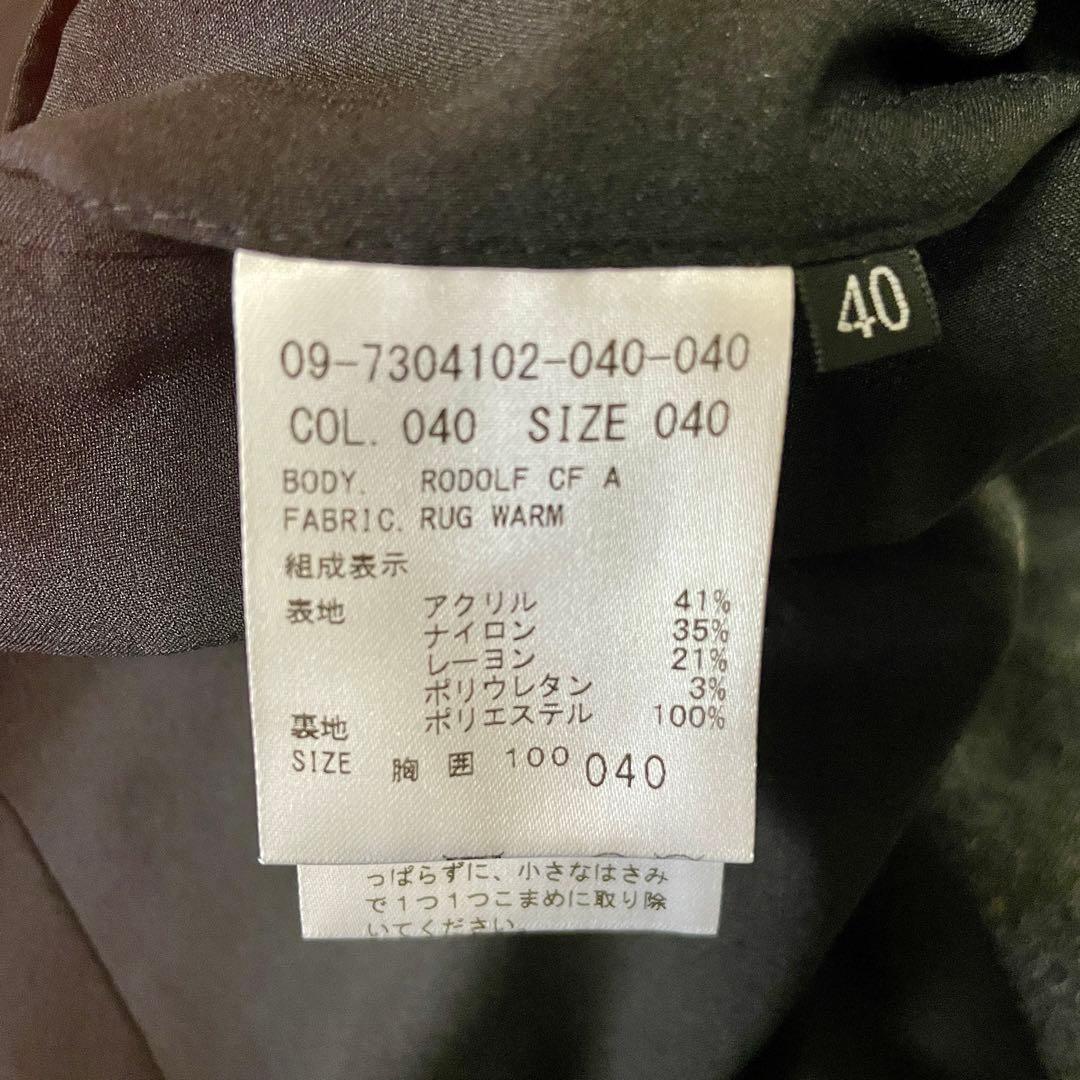 40
09-7304102-040-040
COL. 040 SIZE 040
BODY. RODOLF CF A
FABRIC. RUG WARM
組成表示
表地 アクリル 41%
ナイロン 35%
レーヨン 21%
ポリウレタン 3%
裏地 ポリエステル 100%
SIZE 胸囲 100 040
っぱらずに、小さなはさみ
で1つ1つこまめに取り除
いてください。